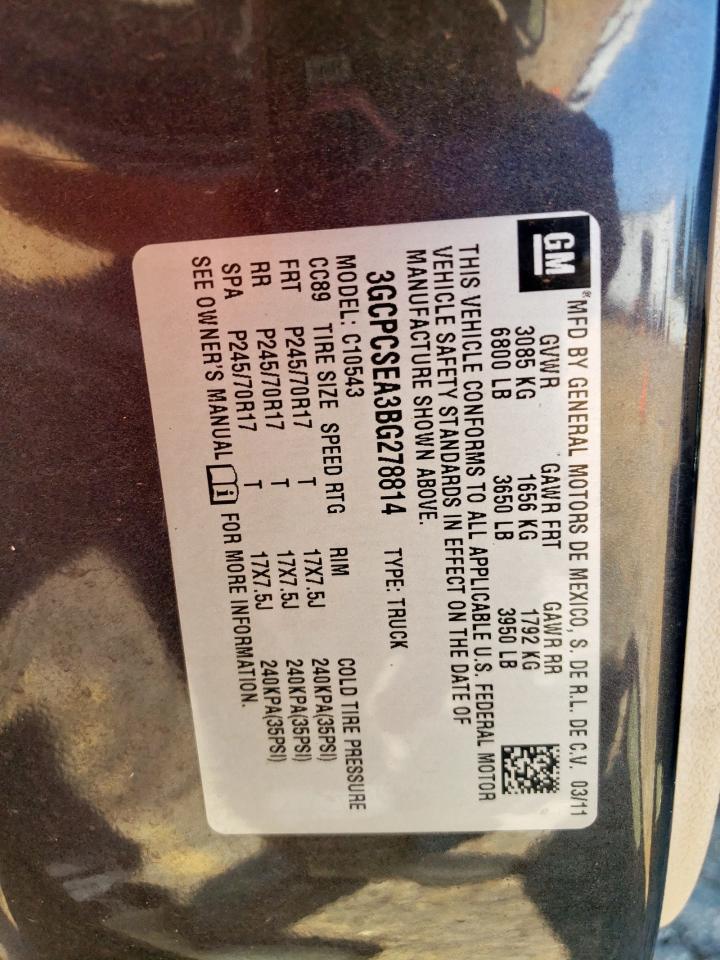 GM ® MFD BY GENERAL MOTORS DE MEXICO, S. DE R.L. DE C.V. 03/11
GVWR GAWR FRT GAWR RR
3085 KG 1656 KG 1792 KG
6800 LB 3650 LB 3950 LB
THIS VEHICLE CONFORMS TO ALL APPLICABLE U.S. FEDERAL MOTOR
VEHICLE SAFETY STANDARDS IN EFFECT ON THE DATE OF
MANUFACTURE SHOWN ABOVE.
3GCPCSEA3BG278814 TYPE: TRUCK
MODEL: C10543
CC89 TIRE SIZE SPEED RTG RIM COLD TIRE PRESSURE
FRT P245/70R17 T 17X7.5J 240KPA(35PSI)
RR P245/70R17 T 17X7.5J 240KPA(35PSI)
SPA P245/70R17 T 17X7.5J 240KPA(35PSI)
SEE OWNER'S MANUAL i FOR MORE INFORMATION.